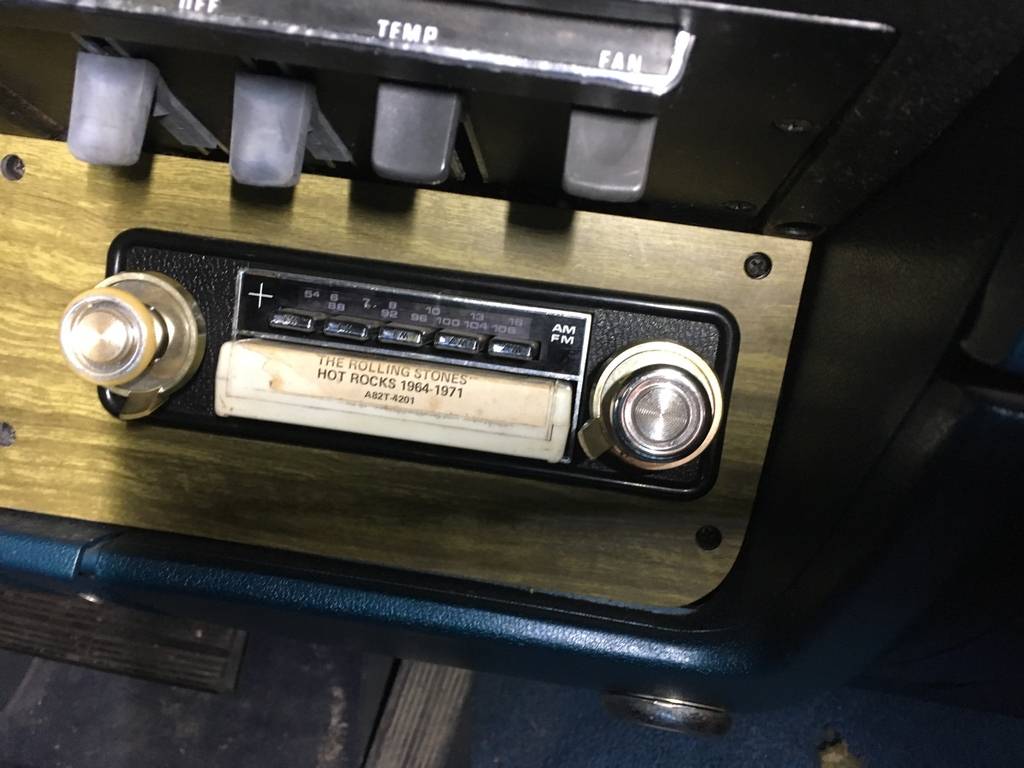 OFF
TEMP
FAN
54 6 7 8 10 13 16
88 92 96 100 104 108
AM
FM
THE ROLLING STONES
HOT ROCKS 1964-1971
A82T-4201